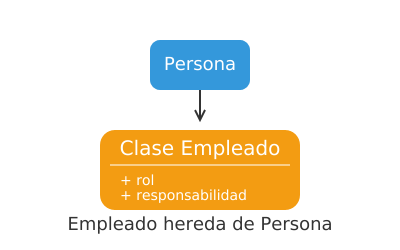 Persona
Clase Empleado
+ rol
+ responsabilidad
Empleado hereda de Persona